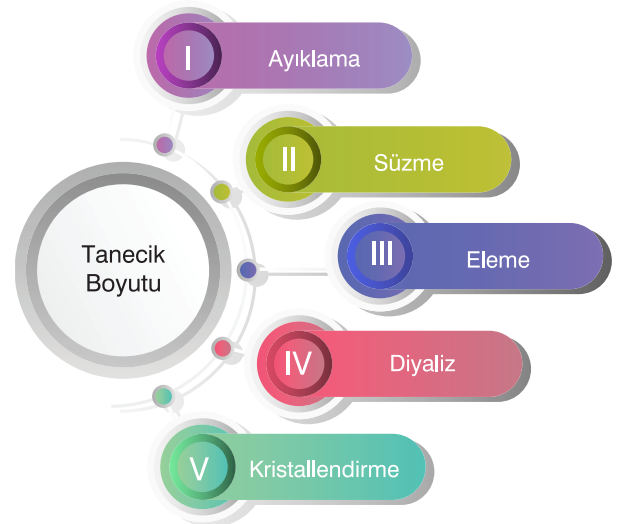 I
Ayıklama
II
Süzme
III
Eleme
Tanecik
Boyutu
IV
Diyaliz
V
Kristallendirme